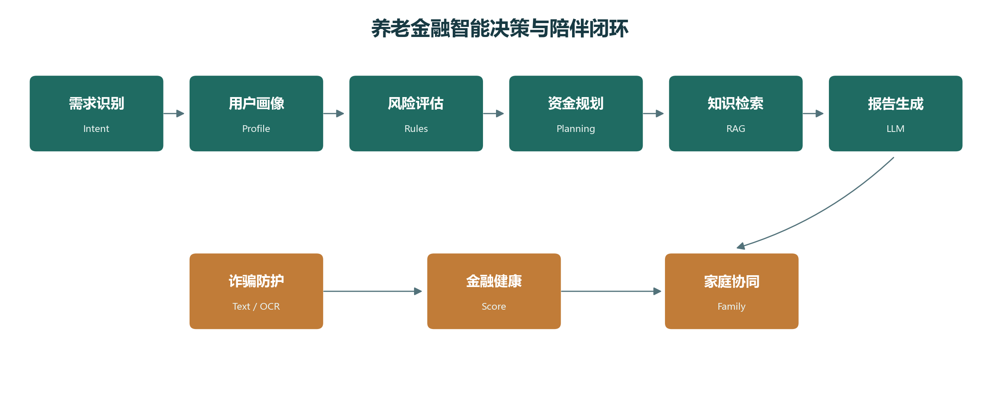 养老金融智能决策与陪伴闭环
需求识别
Intent
用户画像
Profile
风险评估
Rules
资金规划
Planning
知识检索
RAG
报告生成
LLM
诈骗防护
Text / OCR
金融健康
Score
家庭协同
Family